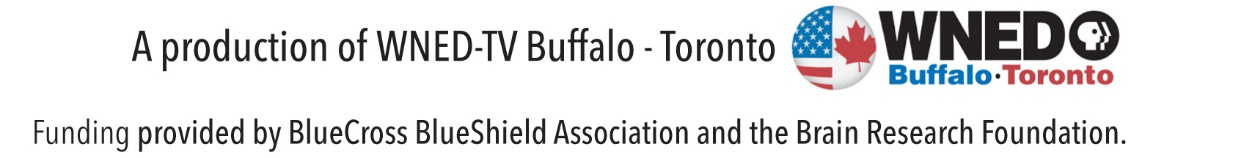 A production of WNED-TV Buffalo - Toronto
WNED
Buffalo·Toronto
Funding provided by BlueCross BlueShield Association and the Brain Research Foundation.